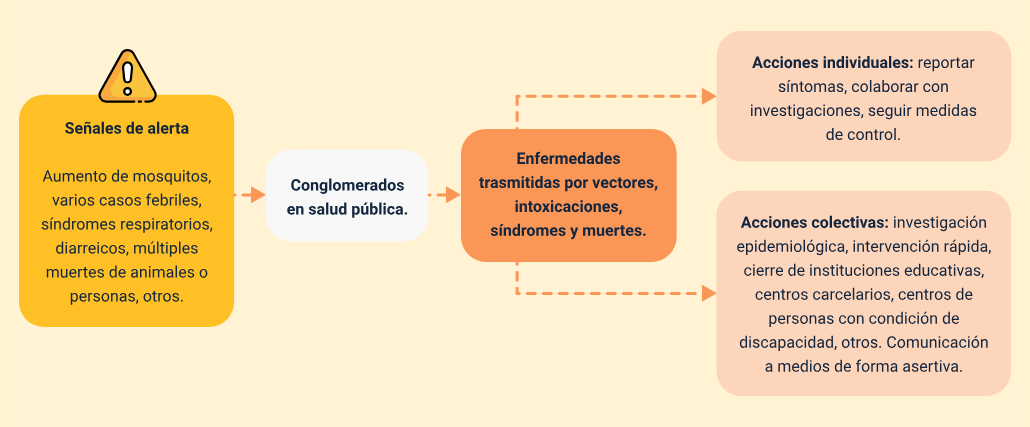 Señales de alerta
Aumento de mosquitos,
varios casos febriles,
síndromes respiratorios,
diarreicos, múltiples
muertes de animales o
personas, otros.
Conglomerados
en salud pública.
Enfermedades
trasmitidas por vectores,
intoxicaciones,
síndromes y muertes.
Acciones individuales: reportar
síntomas, colaborar con
investigaciones, seguir medidas
de control.
Acciones colectivas: investigación
epidemiológica, intervención rápida,
cierre de instituciones educativas,
centros carcelarios, centros de
personas con condición de
discapacidad, otros. Comunicación
a medios de forma asertiva.